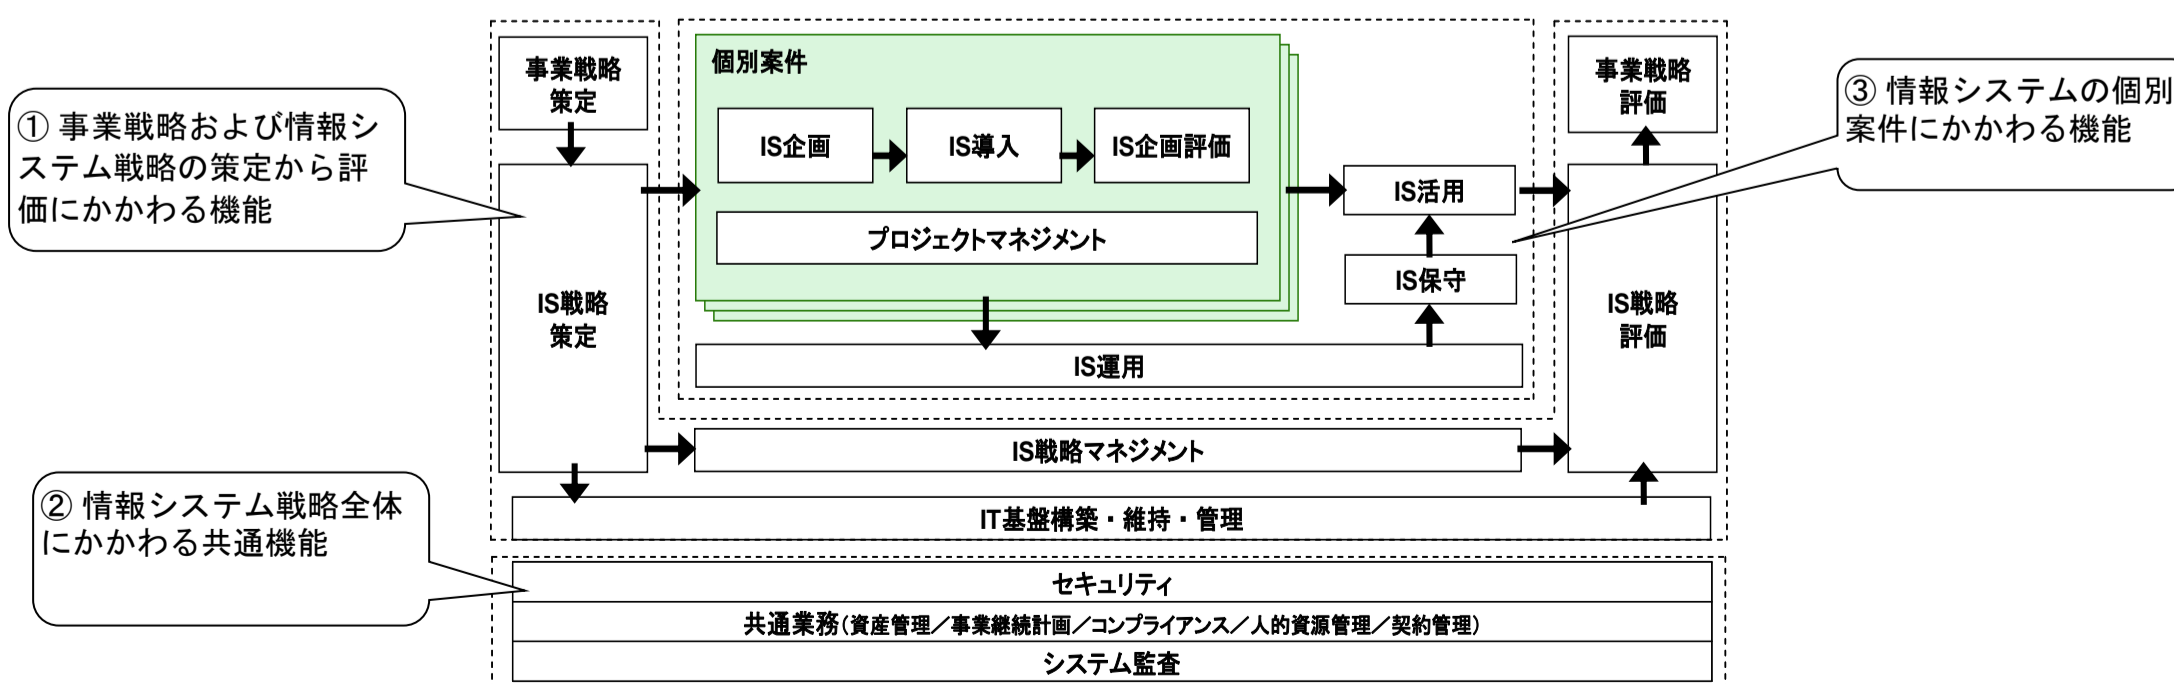 事業戦略
策定
個別案件
IS企画
IS導入
IS企画評価
プロジェクトマネジメント
IS活用
IS保守
IS運用
事業戦略
評価
① 事業戦略および情報シ
ステム戦略の策定から評
価にかかわる機能
③ 情報システムの個別
案件にかかわる機能
IS戦略
策定
IS戦略
評価
IS戦略マネジメント
IT基盤構築・維持・管理
② 情報システム戦略全体
にかかわる共通機能
セキュリティ
共通業務(資産管理/事業継続計画/コンプライアンス/人的資源管理/契約管理)
システム監査